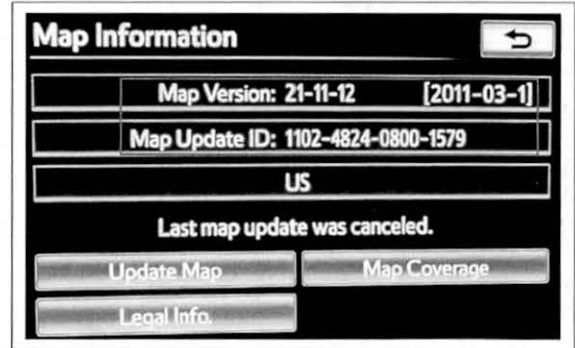 Map Information
Map Version: 21-11-12 [2011-03-1]
Map Update ID: 1102-4824-0800-1579
US
Last map update was canceled.
Update Map Map Coverage
Legal Info.